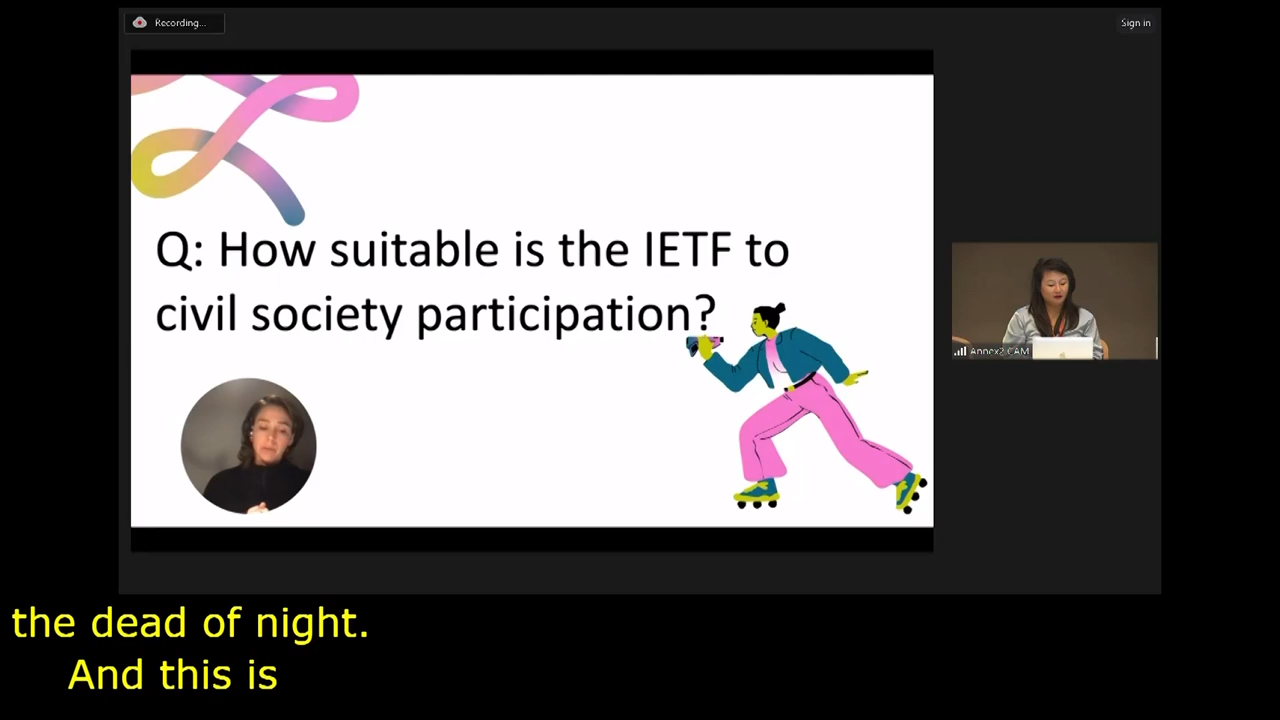 Recording...
Sign in
Q: How suitable is the IETF to
civil society participation?
Annex2 CAM
the dead of night.
And this is